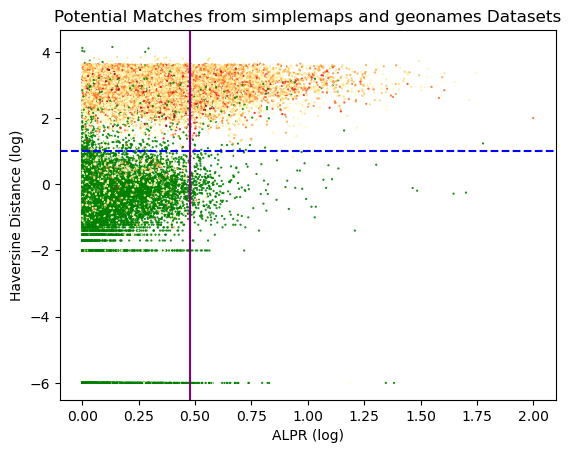 Potential Matches from simplemaps and geonames Datasets
4
2
0
−2
−4
−6
Haversine Distance (log)
0.00 0.25 0.50 0.75 1.00 1.25 1.50 1.75 2.00
ALPR (log)